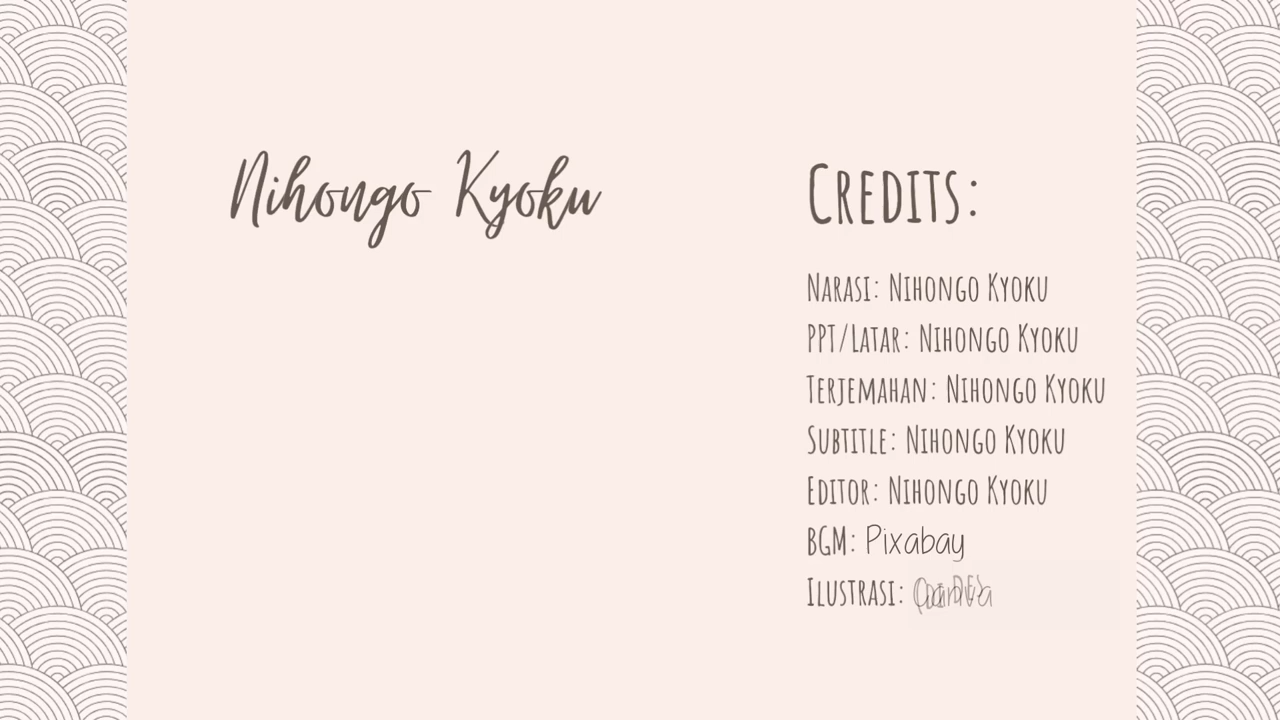 Nihongo Kyoku
CREDITS:
NARASI: NIHONGO KYOKU
PPT/LATAR: NIHONGO KYOKU
TERJEMAHAN: NIHONGO KYOKU
SUBTITLE: NIHONGO KYOKU
EDITOR: NIHONGO KYOKU
BGM: Pixabay
ILUSTRASI: